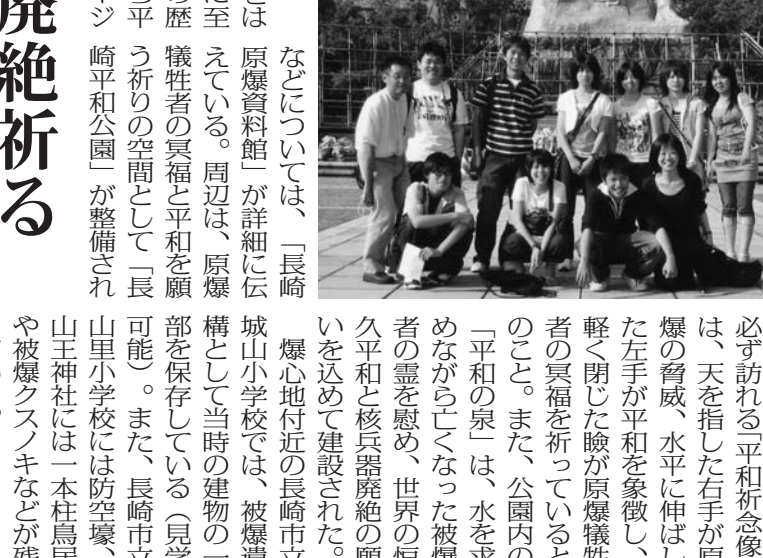 廃絶祈る
とは
に至
の歴
平
ジ
などについては、「長崎
原爆資料館」が詳細に伝
えている。周辺は、原爆
犠牲者の冥福と平和を願
う祈りの空間として「長
崎平和公園」が整備され
必ず訪れる「平和祈念像
は、天を指した右手が原
爆の脅威、水平に伸ばし
た左手が平和を象徴し、
軽く閉じた瞼が原爆犠牲
者の冥福を祈っていると
のこと。また、公園内の
「平和の泉」は、水を求
めながら亡くなった被爆
者の霊を慰め、世界の恒
久平和と核兵器廃絶の願
いを込めて建設された。
爆心地付近の長崎市立
城山小学校では、被爆遺
構として当時の建物の一
部を保存している（見学
可能）。また、長崎市立
山里小学校には防空壕、
山王神社には一本柱鳥居
や被爆クスノキなどが残